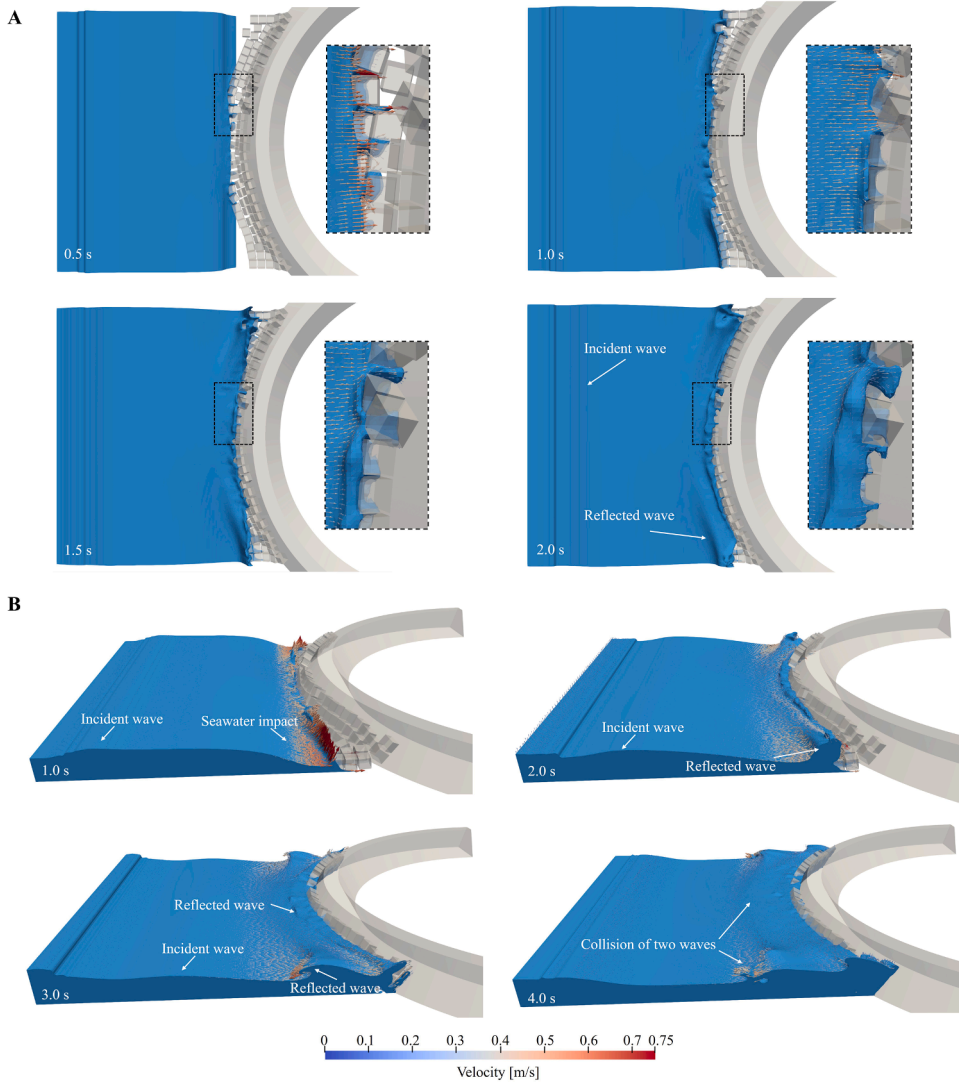 A
0.5 s
1.0 s
1.5 s
Incident wave
Reflected wave
2.0 s
B
Incident wave
Seawater impact
1.0 s
Incident wave
Reflected wave
2.0 s
Reflected wave
Incident wave
Reflected wave
3.0 s
Collision of two waves
4.0 s
0 0.1 0.2 0.3 0.4 0.5 0.6 0.7 0.75
Velocity [m/s]